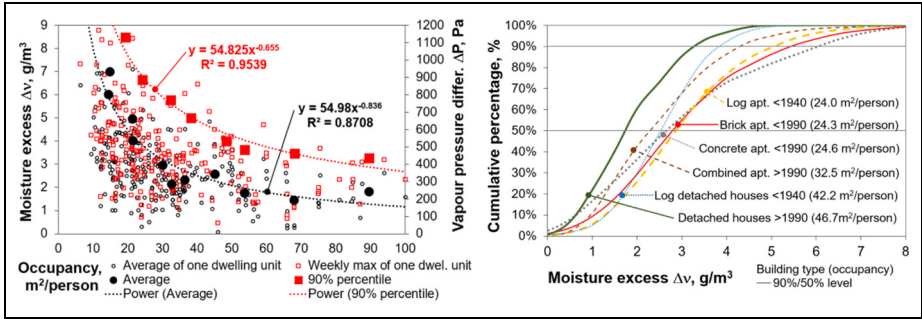 9
8
7
6
5
4
3
2
1
0
Moisture excess Δν, g/m³
y = 54.825x⁻⁰·⁶⁵⁵
R² = 0.9539
y = 54.98x⁻⁰·⁸³⁶
R² = 0.8708
1200
1100
1000
900
800
700
600
500
400
300
200
100
0
Vapour pressure differ. ΔP, Pa
0 10 20 30 40 50 60 70 80 90 100
Occupancy,
m²/person
Average of one dwelling unit
Weekly max of one dwel. unit
Average
90% percentile
Power (Average)
Power (90% percentile)
100%
90%
80%
70%
60%
50%
40%
30%
20%
10%
0%
Cumulative percentage, %
Log apt. <1940 (24.0 m²/person)
Brick apt. <1990 (24.3 m²/person)
Concrete apt. <1990 (24.6 m²/person)
Combined apt. >1990 (32.5 m²/person)
Log detached houses <1940 (42.2 m²/person)
Detached houses >1990 (46.7m²/person)
0 1 2 3 4 5 6 7 8
Moisture excess Δν, g/m³
Building type (occupancy)
90%/50% level